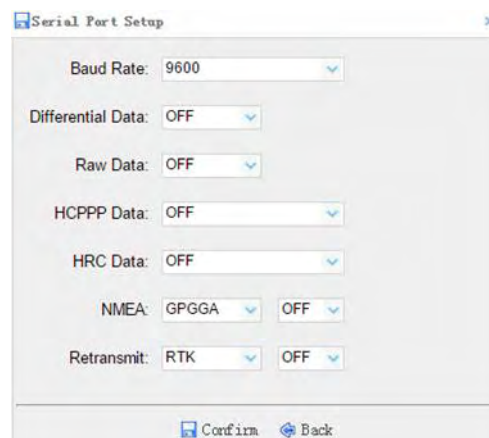 Serial Port Setup
Baud Rate: 9600
Differential Data: OFF
Raw Data: OFF
HCPPP Data: OFF
HRC Data: OFF
NMEA: GPGGA OFF
Retransmit: RTK OFF
Confirm Back